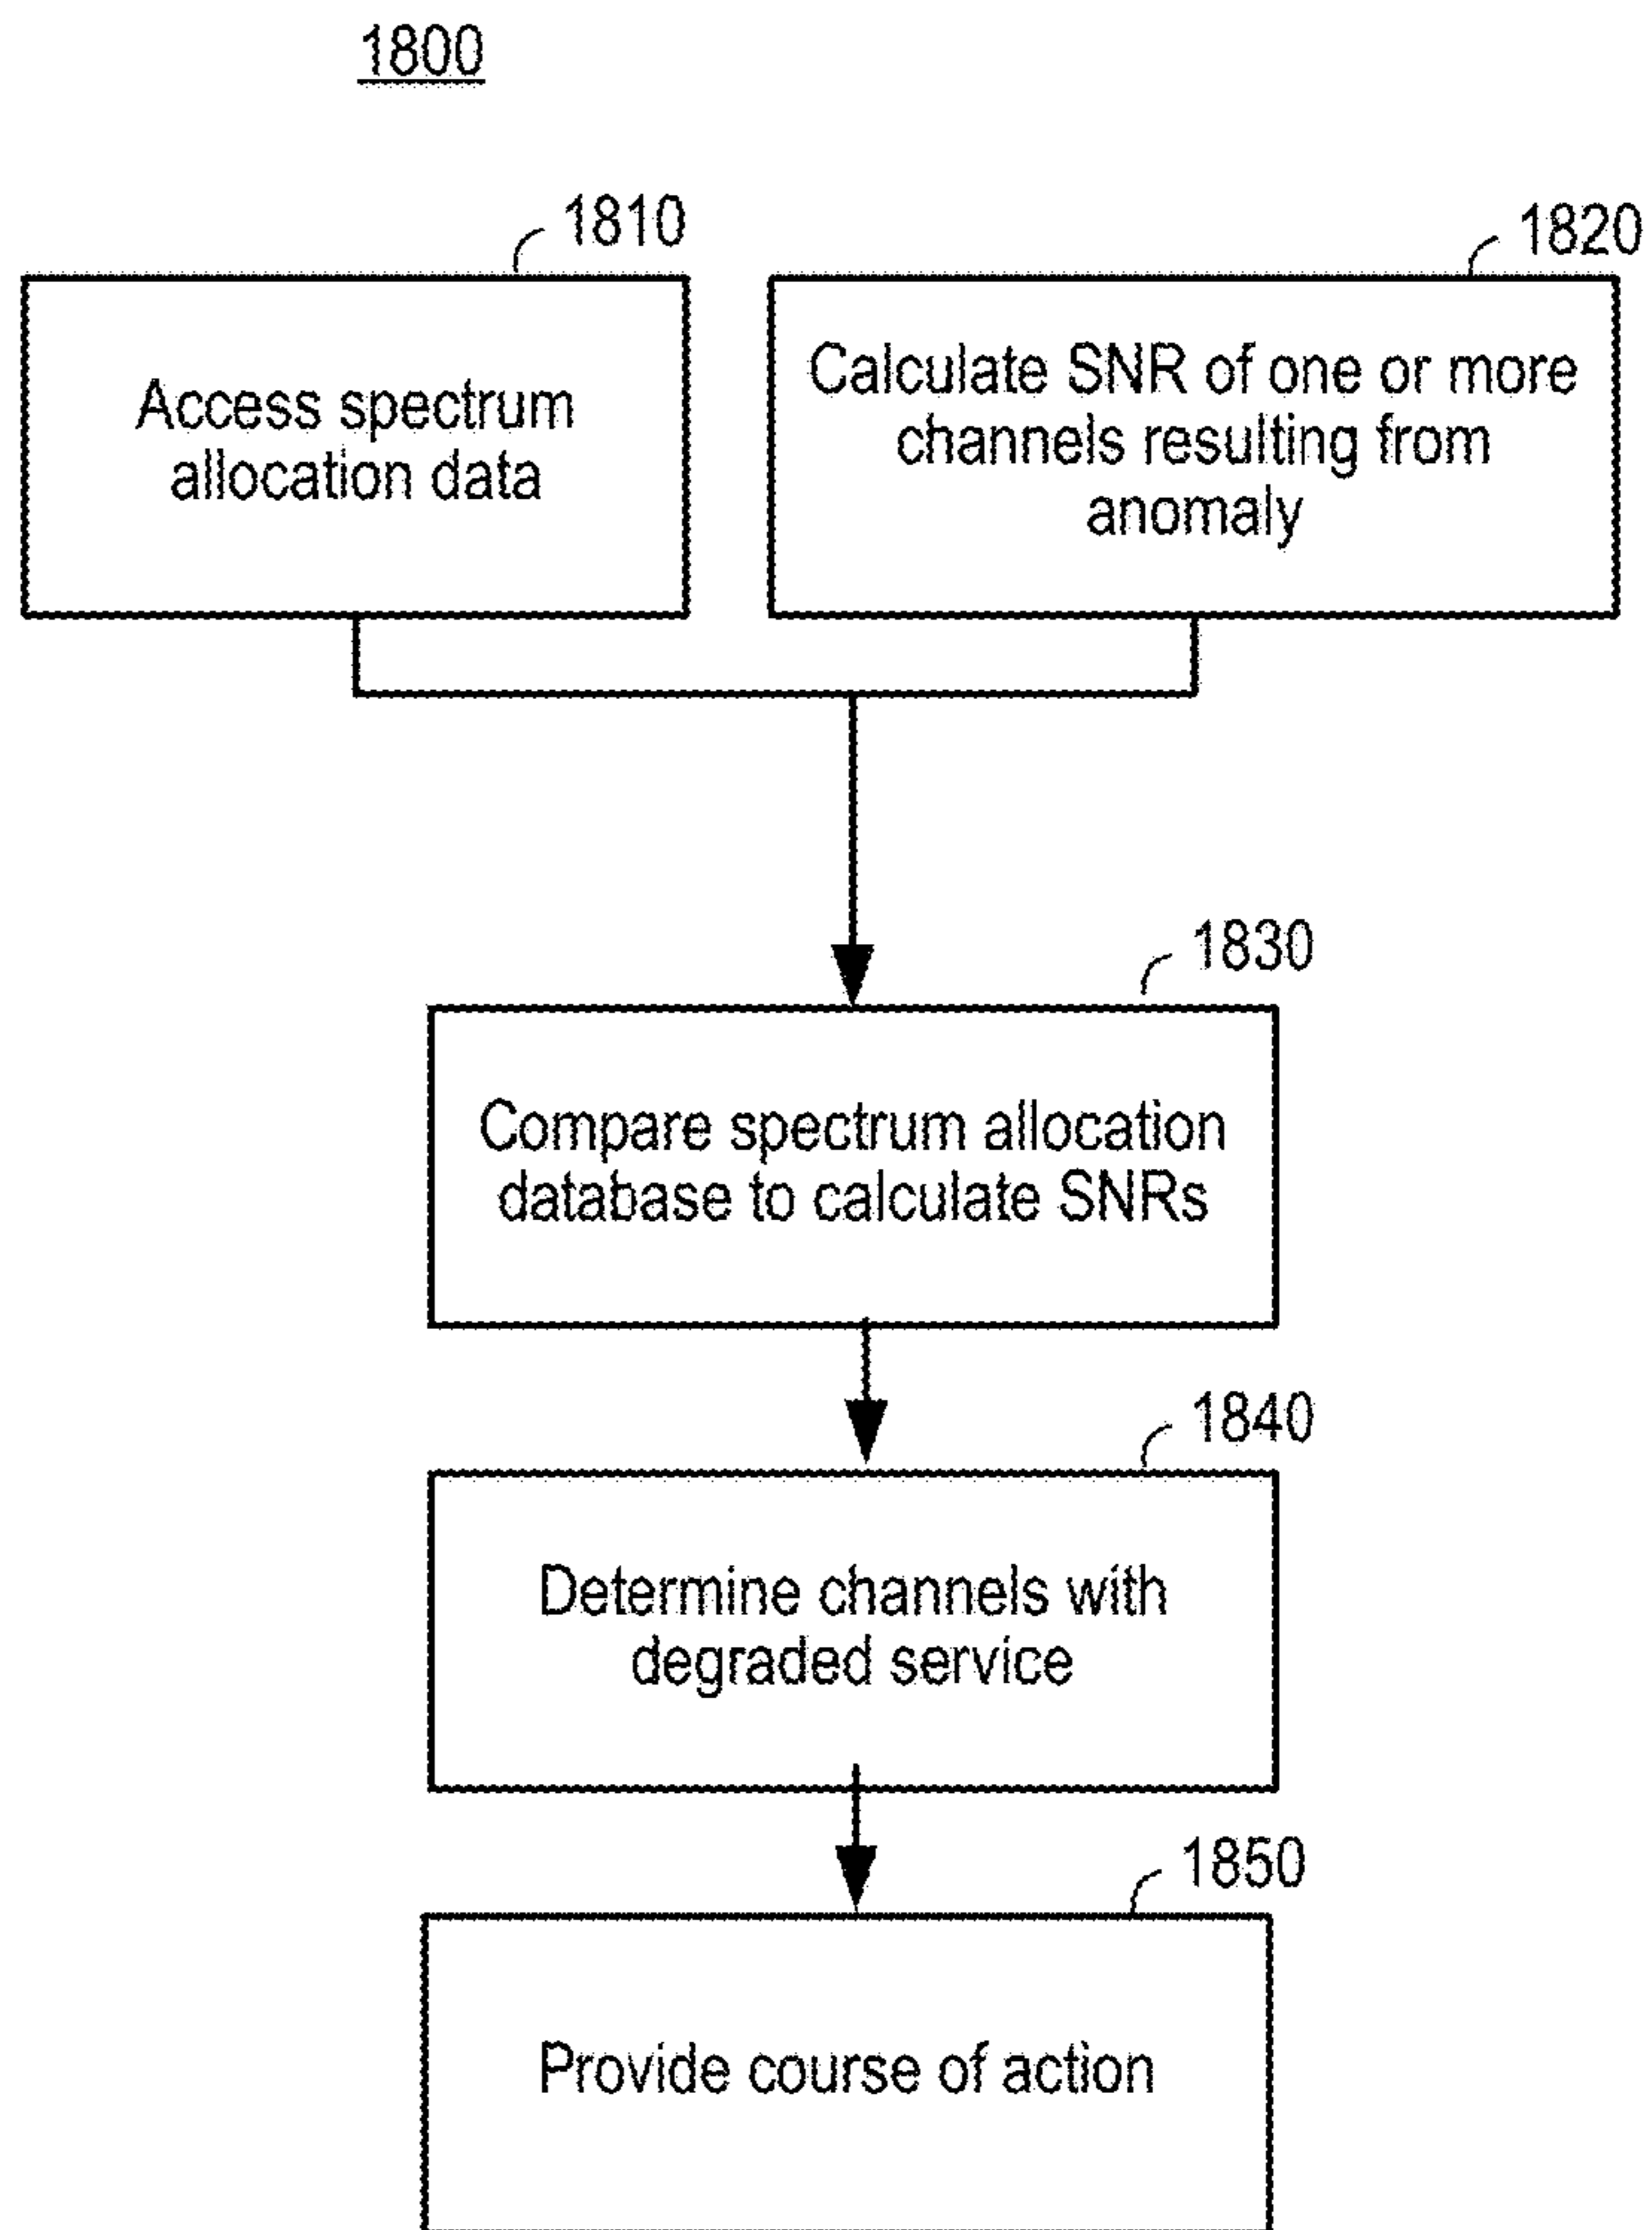 1800
1810
Access spectrum
allocation data
1820
Calculate SNR of one or more
channels resulting from
anomaly
1830
Compare spectrum allocation
database to calculate SNRs
1840
Determine channels with
degraded service
1850
Provide course of action